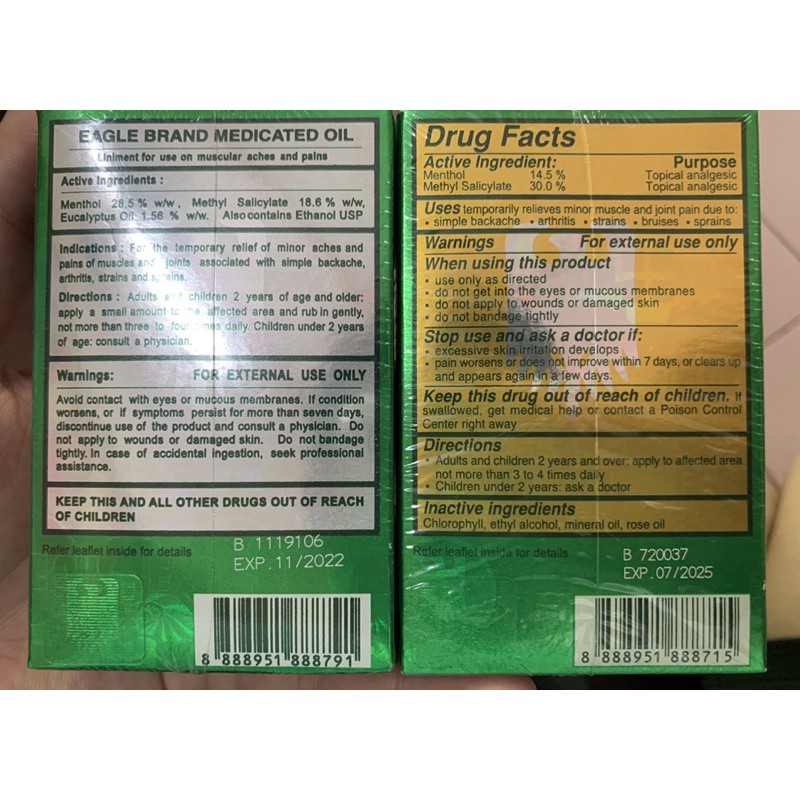 EAGLE BRAND MEDICATED OIL
Liniment for use on muscular aches and pains
Active Ingredients :
Menthol 28.5 % w/w , Methyl Salicylate 18.6 % w/w,
Eucalyptus Oil 1.56 % w/w. Also contains Ethanol USP
Indications : For the temporary relief of minor aches and
pains of muscles and joints associated with simple backache,
arthritis, strains and sprains.
Directions : Adults and children 2 years of age and older:
apply a small amount to the affected area and rub in gently,
not more than three to four times daily. Children under 2 years
of age: consult a physician.
Warnings: FOR EXTERNAL USE ONLY
Avoid contact with eyes or mucous membranes. If condition
worsens, or if symptoms persist for more than seven days,
discontinue use of the product and consult a physician. Do
not apply to wounds or damaged skin. Do not bandage
tightly. In case of accidental ingestion, seek professional
assistance.
KEEP THIS AND ALL OTHER DRUGS OUT OF REACH
OF CHILDREN
Refer leaflet inside for details
B 1119106
EXP. 11/2022
8 888951 888791
Drug Facts
Active Ingredient: Purpose
Menthol 14.5 % Topical analgesic
Methyl Salicylate 30.0 % Topical analgesic
Uses temporarily relieves minor muscle and joint pain due to:
• simple backache • arthritis • strains • bruises • sprains
Warnings For external use only
When using this product
• use only as directed
• do not get into the eyes or mucous membranes
• do not apply to wounds or damaged skin
• do not bandage tightly
Stop use and ask a doctor if:
• excessive skin irritation develops
• pain worsens or does not improve within 7 days, or clears up
and appears again in a few days.
Keep this drug out of reach of children. If
swallowed, get medical help or contact a Poison Control
Center right away
Directions
• Adults and children 2 years and over: apply to affected area
not more than 3 to 4 times daily
• Children under 2 years: ask a doctor
Inactive ingredients
Chlorophyll, ethyl alcohol, mineral oil, rose oil
Refer leaflet inside for details
B 720037
EXP. 07/2025
8 888951 888715